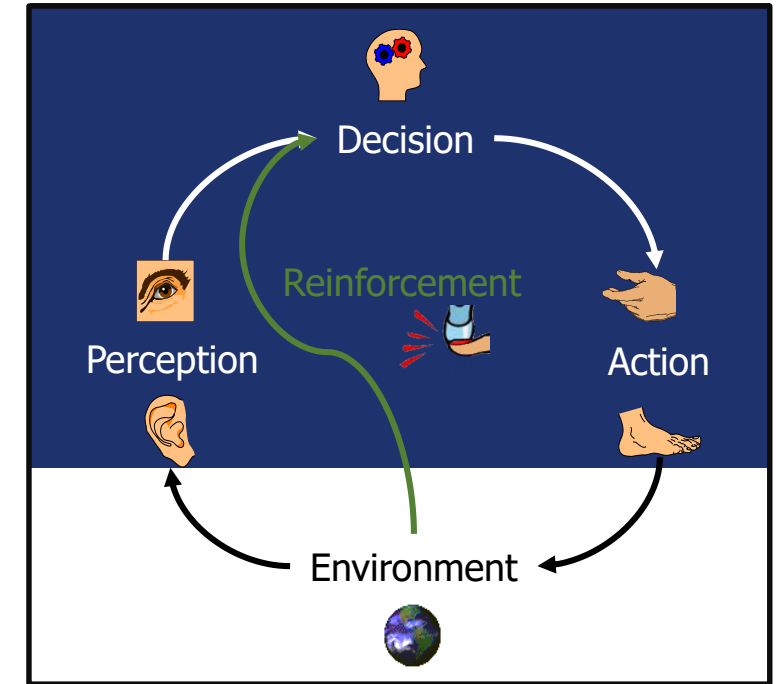 Decision
Reinforcement
Perception
Action
Environment